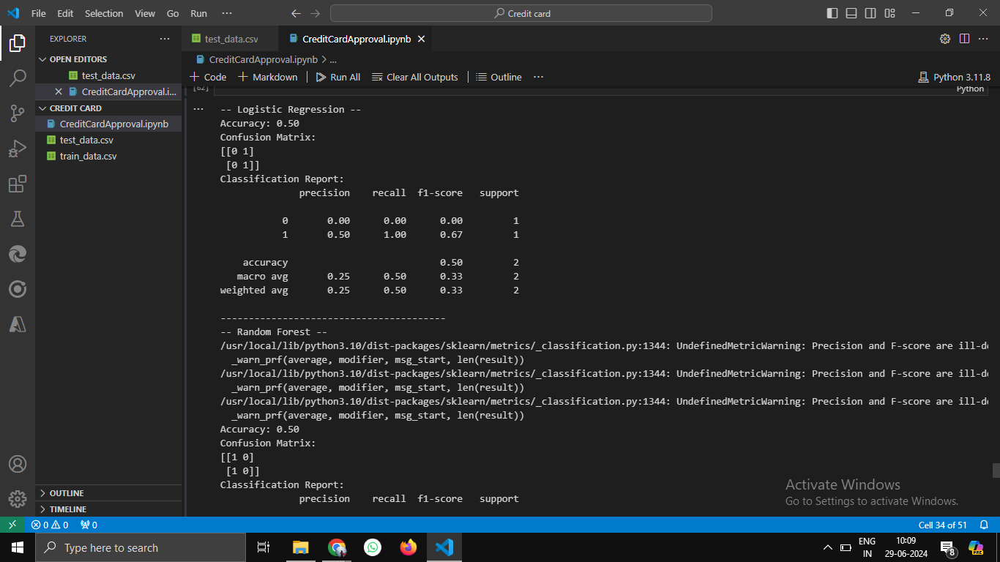 File Edit Selection View Go Run ··· Credit card
EXPLORER ···
OPEN EDITORS
test_data.csv
CreditCardApproval.i...
CREDIT CARD
CreditCardApproval.ipynb
test_data.csv
train_data.csv
OUTLINE
TIMELINE
test_data.csv CreditCardApproval.ipynb
CreditCardApproval.ipynb > ...
+ Code + Markdown Run All Clear All Outputs Outline ··· Python 3.11.8
[62] Python
-- Logistic Regression --
Accuracy: 0.50
Confusion Matrix:
[[0 1]
 [0 1]]
Classification Report:
              precision    recall  f1-score   support
           0       0.00      0.00      0.00         1
           1       0.50      1.00      0.67         1
    accuracy                           0.50         2
   macro avg       0.25      0.50      0.33         2
weighted avg       0.25      0.50      0.33         2
----------------------------------------
-- Random Forest --
/usr/local/lib/python3.10/dist-packages/sklearn/metrics/_classification.py:1344: UndefinedMetricWarning: Precision and F-score are ill-de
  _warn_prf(average, modifier, msg_start, len(result))
/usr/local/lib/python3.10/dist-packages/sklearn/metrics/_classification.py:1344: UndefinedMetricWarning: Precision and F-score are ill-de
  _warn_prf(average, modifier, msg_start, len(result))
/usr/local/lib/python3.10/dist-packages/sklearn/metrics/_classification.py:1344: UndefinedMetricWarning: Precision and F-score are ill-de
  _warn_prf(average, modifier, msg_start, len(result))
Accuracy: 0.50
Confusion Matrix:
[[1 0]
 [1 0]]
Classification Report:
              precision    recall  f1-score   support
Activate Windows
Go to Settings to activate Windows.
0 0 0 Cell 34 of 51
Type here to search
ENG
IN
10:09
29-06-2024
8
PRE